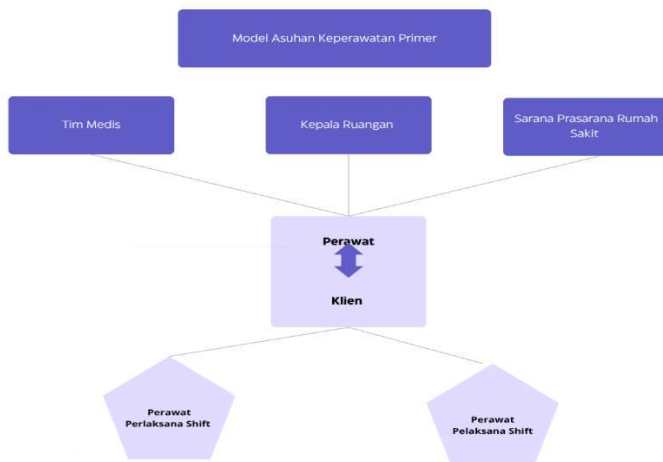 Model Asuhan Keperawatan Primer
Tim Medis
Kepala Ruangan
Sarana Prasarana Rumah
Sakit
Perawat
Klien
Perawat
Perlaksana Shift
Perawat
Pelaksana Shift